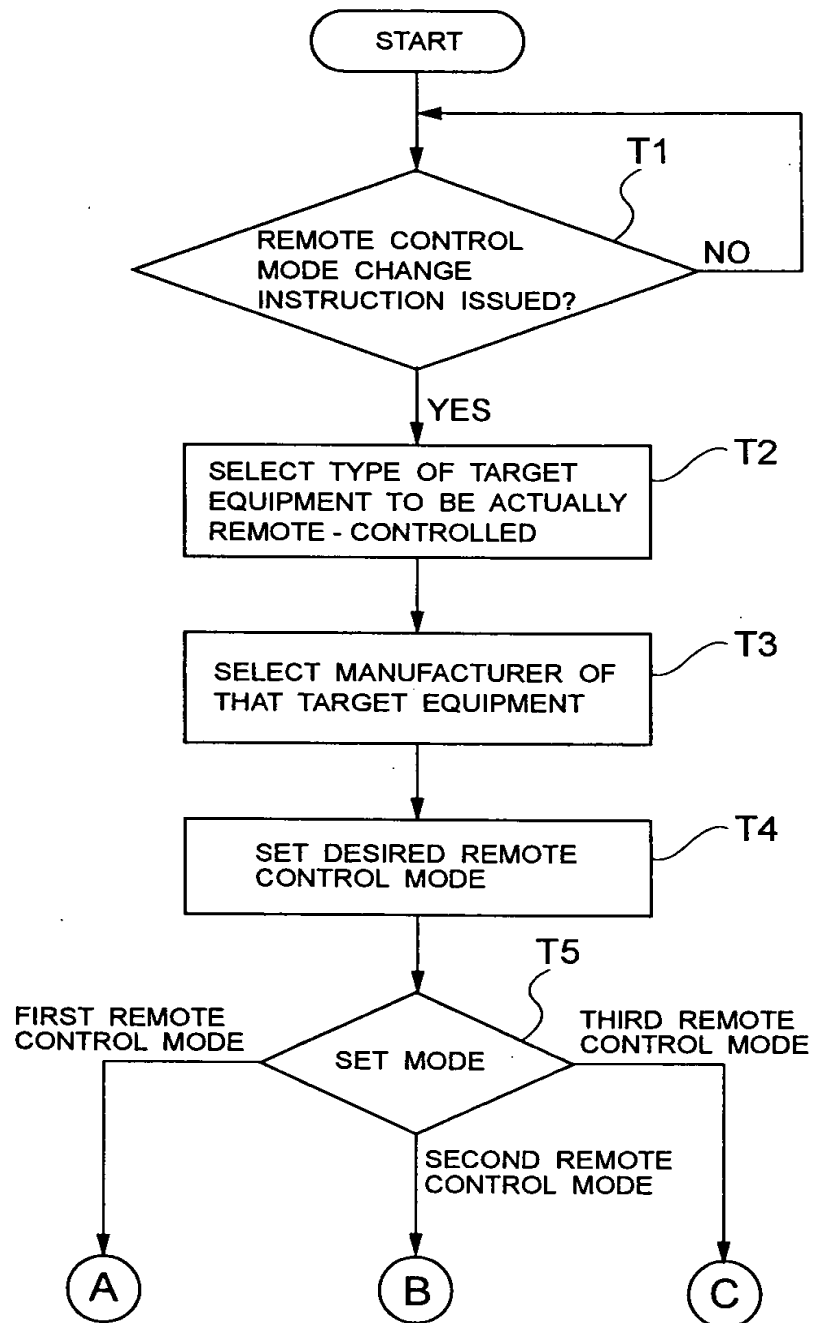 START
T1
REMOTE CONTROL
MODE CHANGE
INSTRUCTION ISSUED?
NO
YES
T2
SELECT TYPE OF TARGET
EQUIPMENT TO BE ACTUALLY
REMOTE - CONTROLLED
T3
SELECT MANUFACTURER OF
THAT TARGET EQUIPMENT
T4
SET DESIRED REMOTE
CONTROL MODE
T5
FIRST REMOTE
CONTROL MODE
SET MODE
THIRD REMOTE
CONTROL MODE
SECOND REMOTE
CONTROL MODE
A
B
C